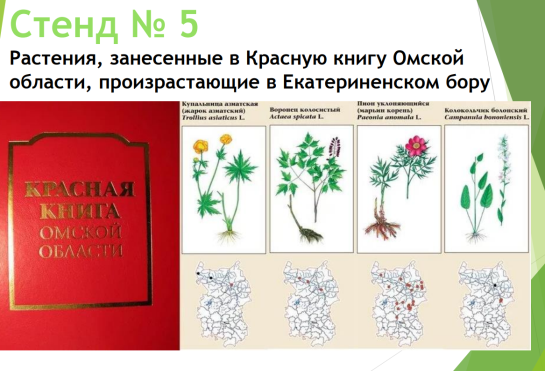 Стенд № 5
Растения, занесенные в Красную книгу Омской
области, произрастающие в Екатериненском бору
КРАСНАЯ
КНИГА
ОМСКОЙ
ОБЛАСТИ
Купальница азиатская
(жарок азиатский)
Trollius asiaticus L.
Воронец колосистый
Actaea spicata L.
Пион уклоняющийся
(марьин корень)
Paeonia anomala L.
Колокольчик болонский
Campanula bononiensis L.